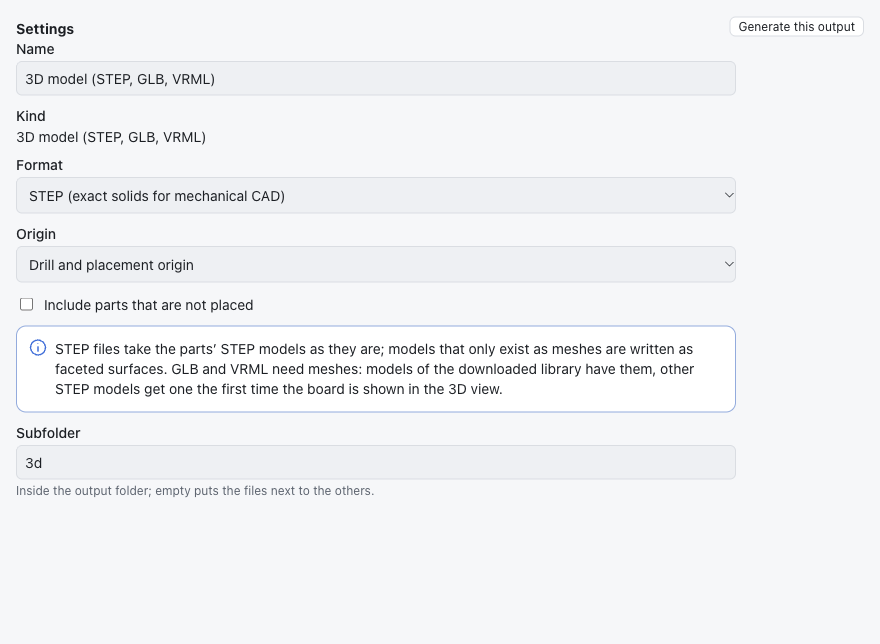 Settings
Generate this output
Name
3D model (STEP, GLB, VRML)
Kind
3D model (STEP, GLB, VRML)
Format
STEP (exact solids for mechanical CAD)
Origin
Drill and placement origin
Include parts that are not placed
STEP files take the parts’ STEP models as they are; models that only exist as meshes are written as
faceted surfaces. GLB and VRML need meshes: models of the downloaded library have them, other
STEP models get one the first time the board is shown in the 3D view.
Subfolder
3d
Inside the output folder; empty puts the files next to the others.